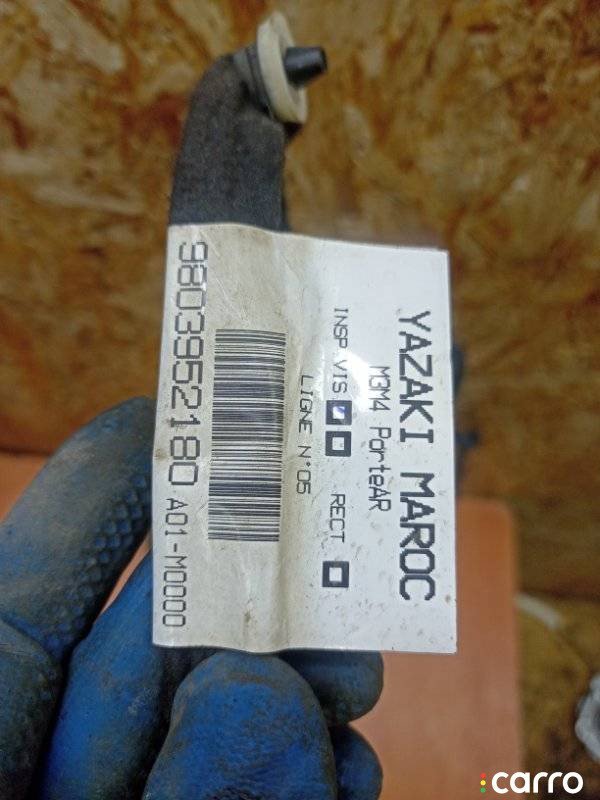 YAZAKI MAROC
M3M4 PorteAR
INSP VIS RECT
LIGNE N°05
9803952180 A01-M0000
carro